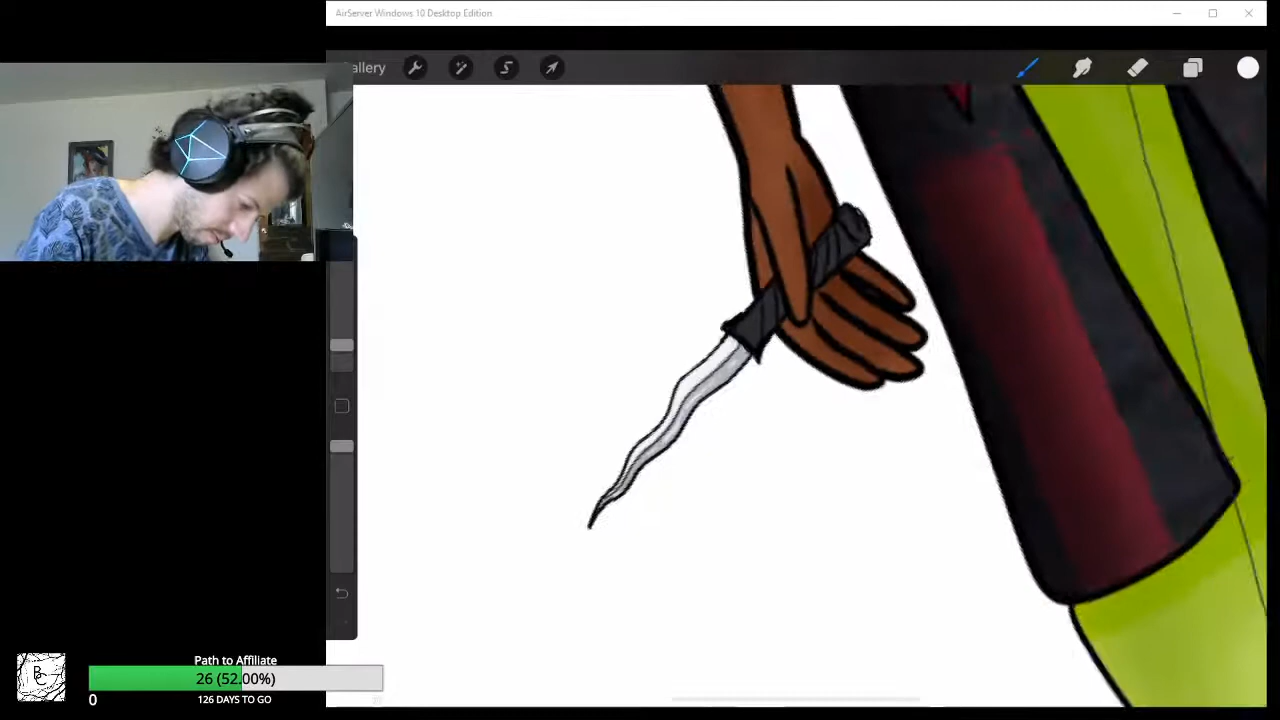 AirServer Windows 10 Desktop Edition
allery
Path to Affiliate
26 (52.00%)
0
126 DAYS TO GO
B